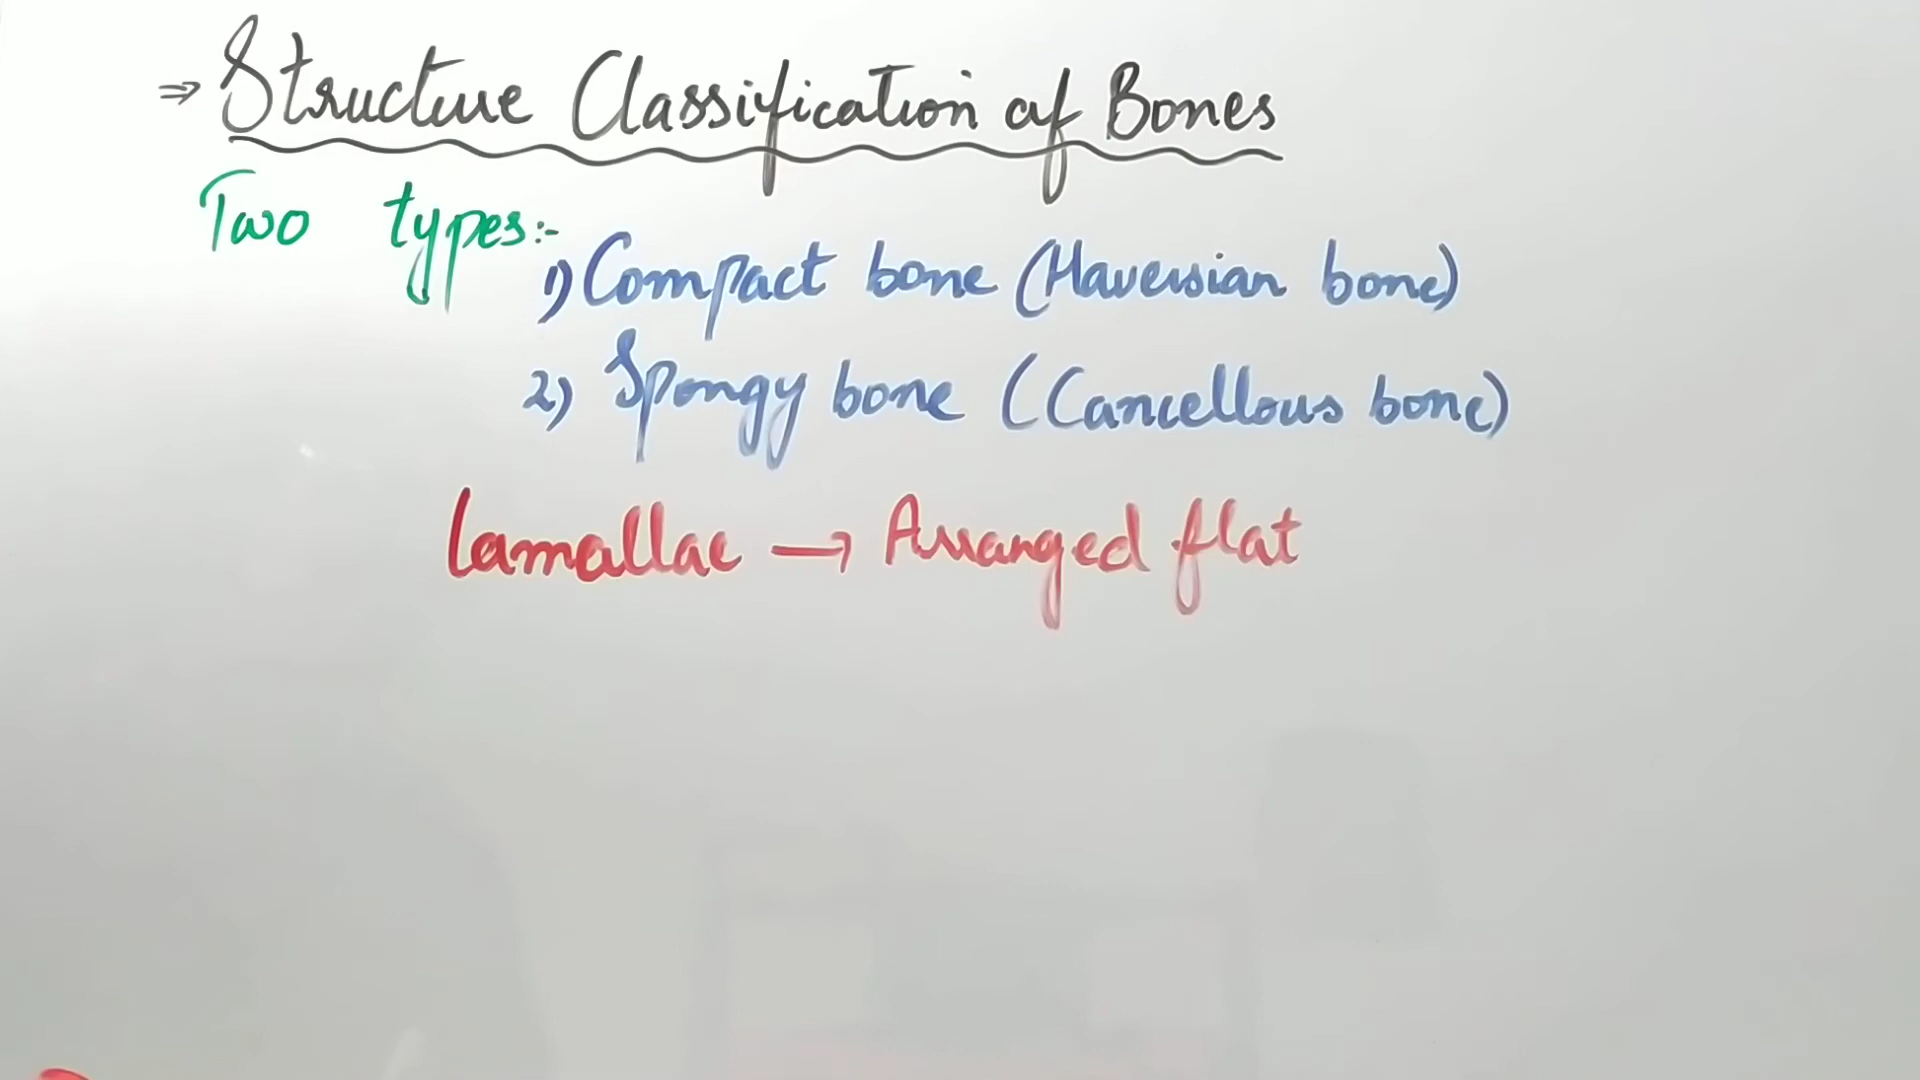 ⇒ Structure Classification of Bones
Two types:-
1) Compact bone (Haversian bone)
2) Spongy bone (Cancellous bone)
Lamallae → Arranged flat